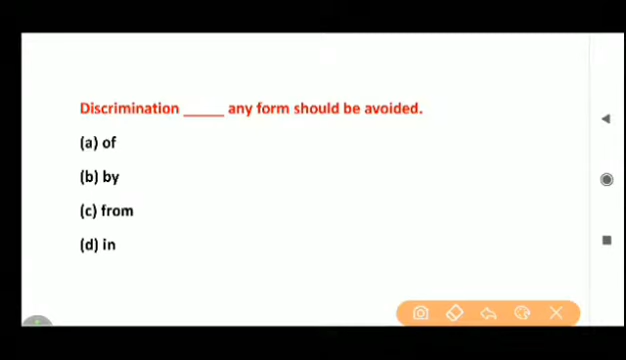 Discrimination _____ any form should be avoided.
(a) of
(b) by
(c) from
(d) in